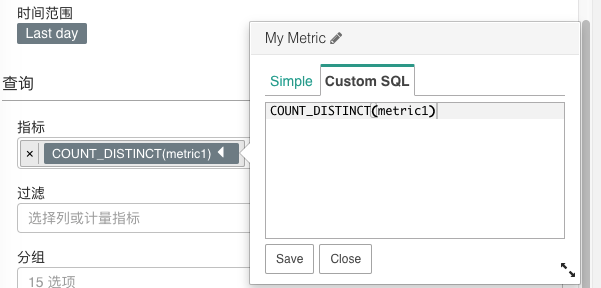 时间范围
Last day
查询
指标
× COUNT_DISTINCT(metric1)
过滤
选择列或计量指标
分组
15 选项
My Metric
Simple
Custom SQL
COUNT_DISTINCT(metric1)
Save
Close